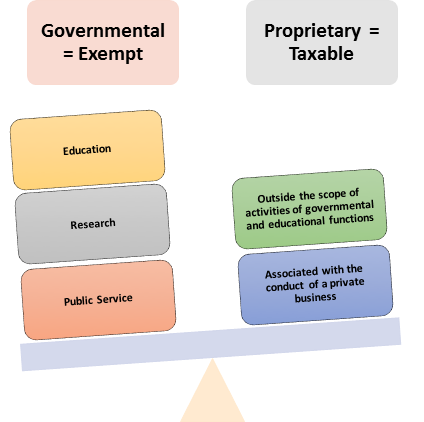 Governmental
= Exempt
Proprietary =
Taxable
Education
Research
Public Service
Outside the scope of
activities of governmental
and educational functions
Associated with the
conduct of a private
business